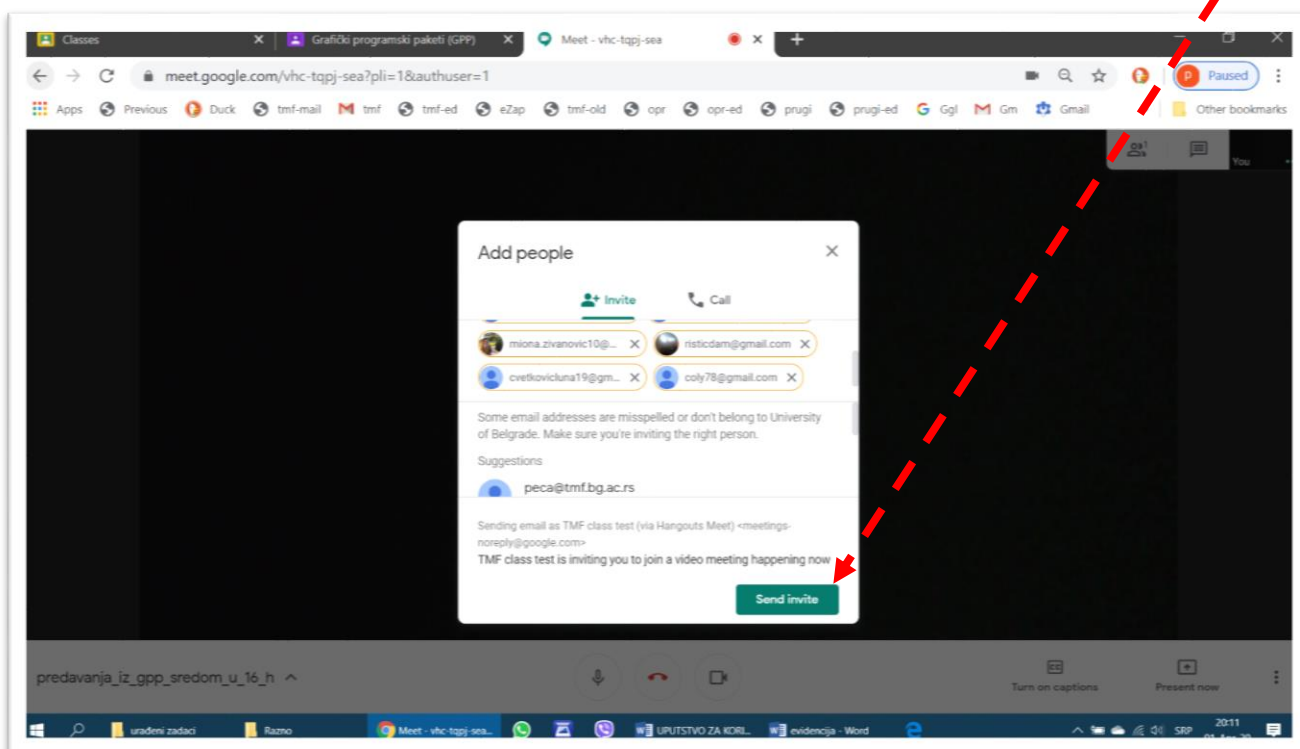 Classes
Grafički programski paketi (GPP)
Meet - vhc-tqpj-sea
meet.google.com/vhc-tqpj-sea?pli=1&authuser=1
Paused
Apps Previous Duck tmf-mail tmf tmf-ed eZap tmf-old opr opr-ed prugi prugi-ed Ggl Gm Gmail Other bookmarks
You
Add people
Invite Call
miona.zivanovic10@... risticdam@gmail.com
cvetkovicluna19@gm... coly78@gmail.com
Some email addresses are misspelled or don't belong to University
of Belgrade. Make sure you're inviting the right person.
Suggestions
peca@tmf.bg.ac.rs
Sending email as TMF class test (via Hangouts Meet) <meetings-
noreply@google.com>
TMF class test is inviting you to join a video meeting happening now
Send invite
predavanja_iz_gpp_sredom_u_16_h
Turn on captions Present now
urađeni zadaci Razno Meet - vhc-tqpj-sea... UPUTSTVO ZA KORI... evidencija - Word SRP 20:11